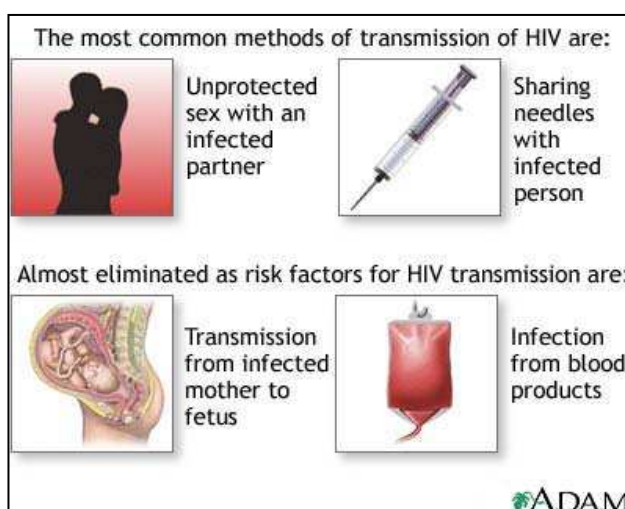 The most common methods of transmission of HIV are:
Unprotected
sex with an
infected
partner
Sharing
needles
with
infected
person
Almost eliminated as risk factors for HIV transmission are:
Transmission
from infected
mother to
fetus
Infection
from blood
products
ADAM